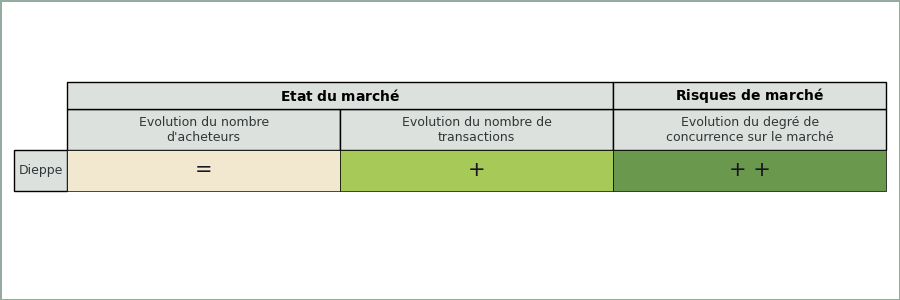 Etat du marché
Risques de marché
Evolution du nombre
d'acheteurs
Evolution du nombre de
transactions
Evolution du degré de
concurrence sur le marché
Dieppe
=
+
+ +